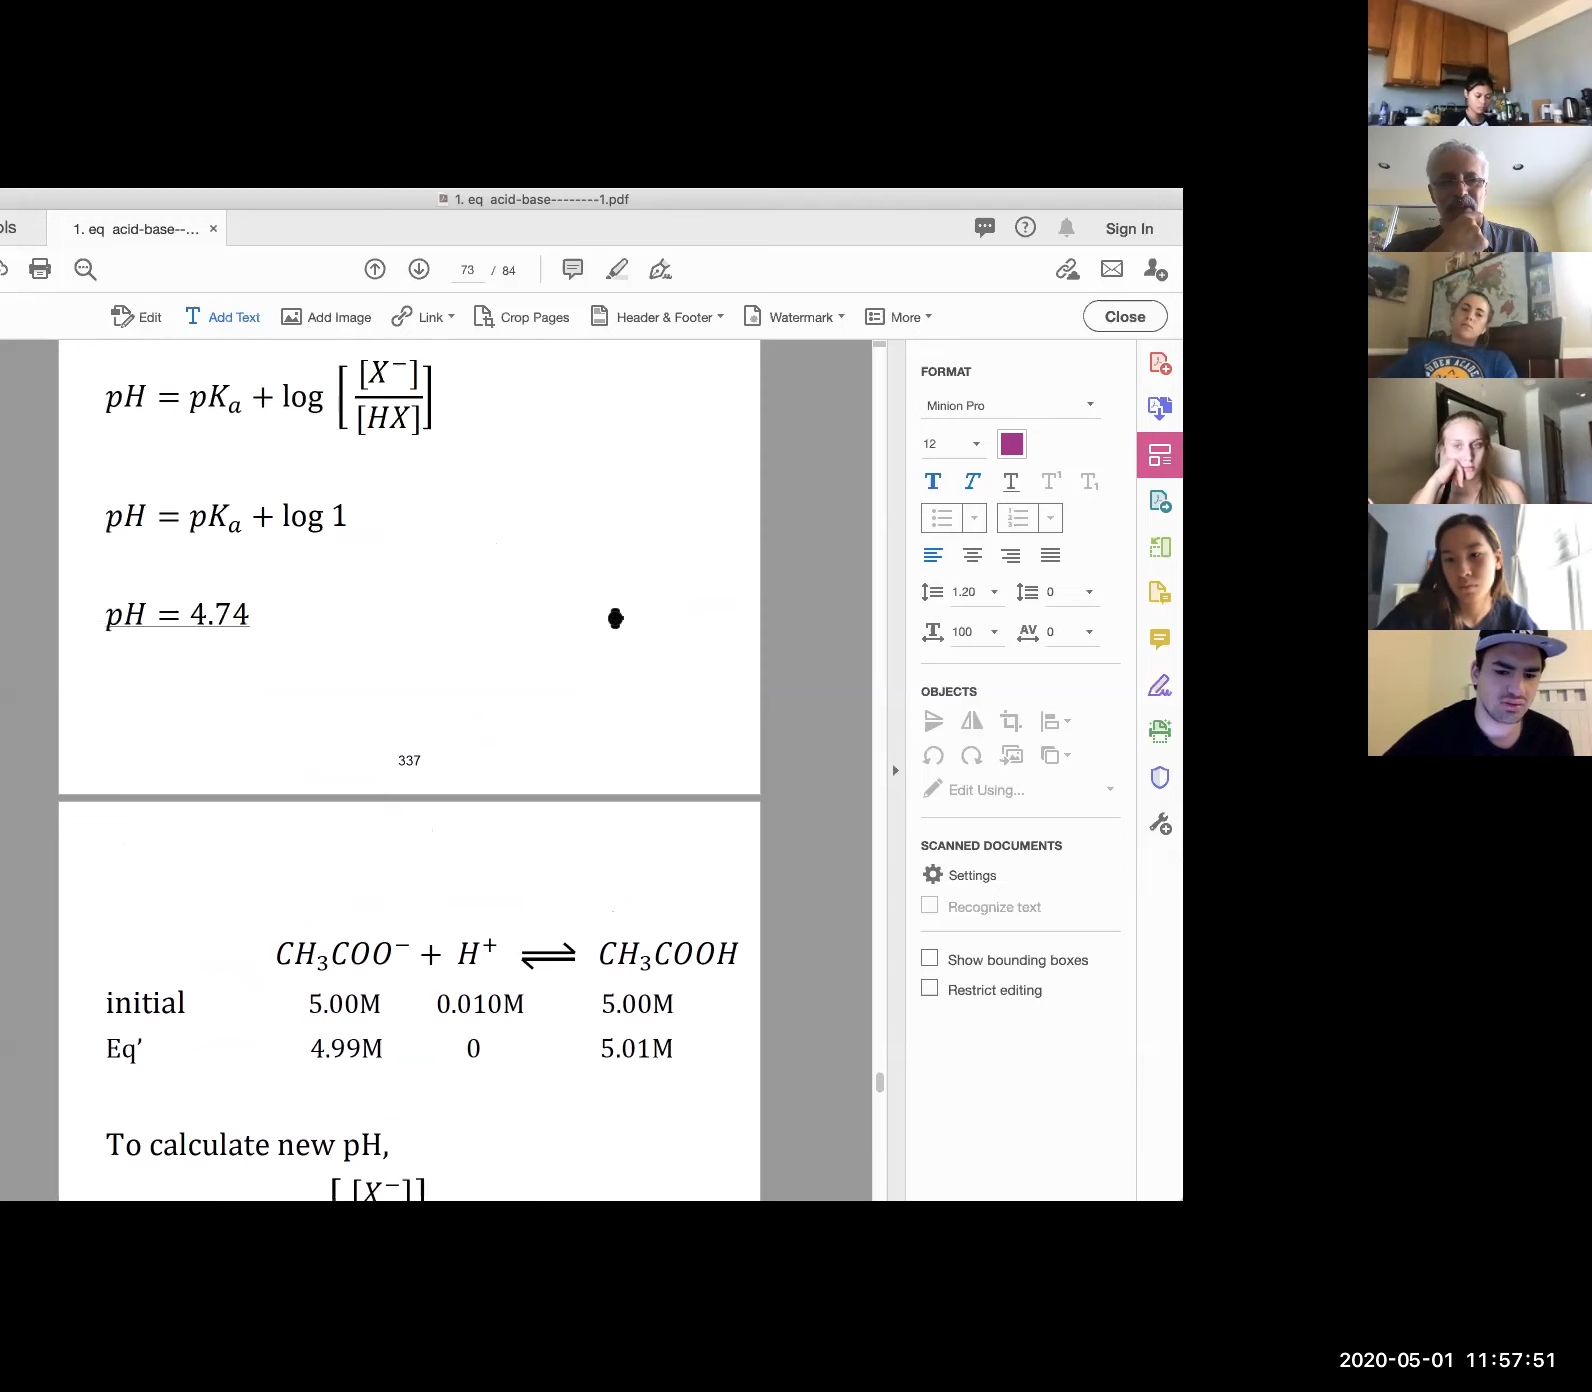 1. eq acid-base--------1.pdf
ols
1. eq acid-base--... ×
Sign In
73 / 84
Edit
Add Text
Add Image
Link
Crop Pages
Header & Footer
Watermark
More
Close
pH = pKₐ + log [[X⁻]/[HX]]
pH = pKₐ + log 1
pH = 4.74
337
CH₃COO⁻ + H⁺ ⇌ CH₃COOH
initial 5.00M 0.010M 5.00M
Eq’ 4.99M 0 5.01M
To calculate new pH,
[[X⁻]]
FORMAT
Minion Pro
12
T T T T¹ T₁
1.20 0
100 AV 0
OBJECTS
Edit Using...
SCANNED DOCUMENTS
Settings
Recognize text
Show bounding boxes
Restrict editing
2020-05-01 11:57:51